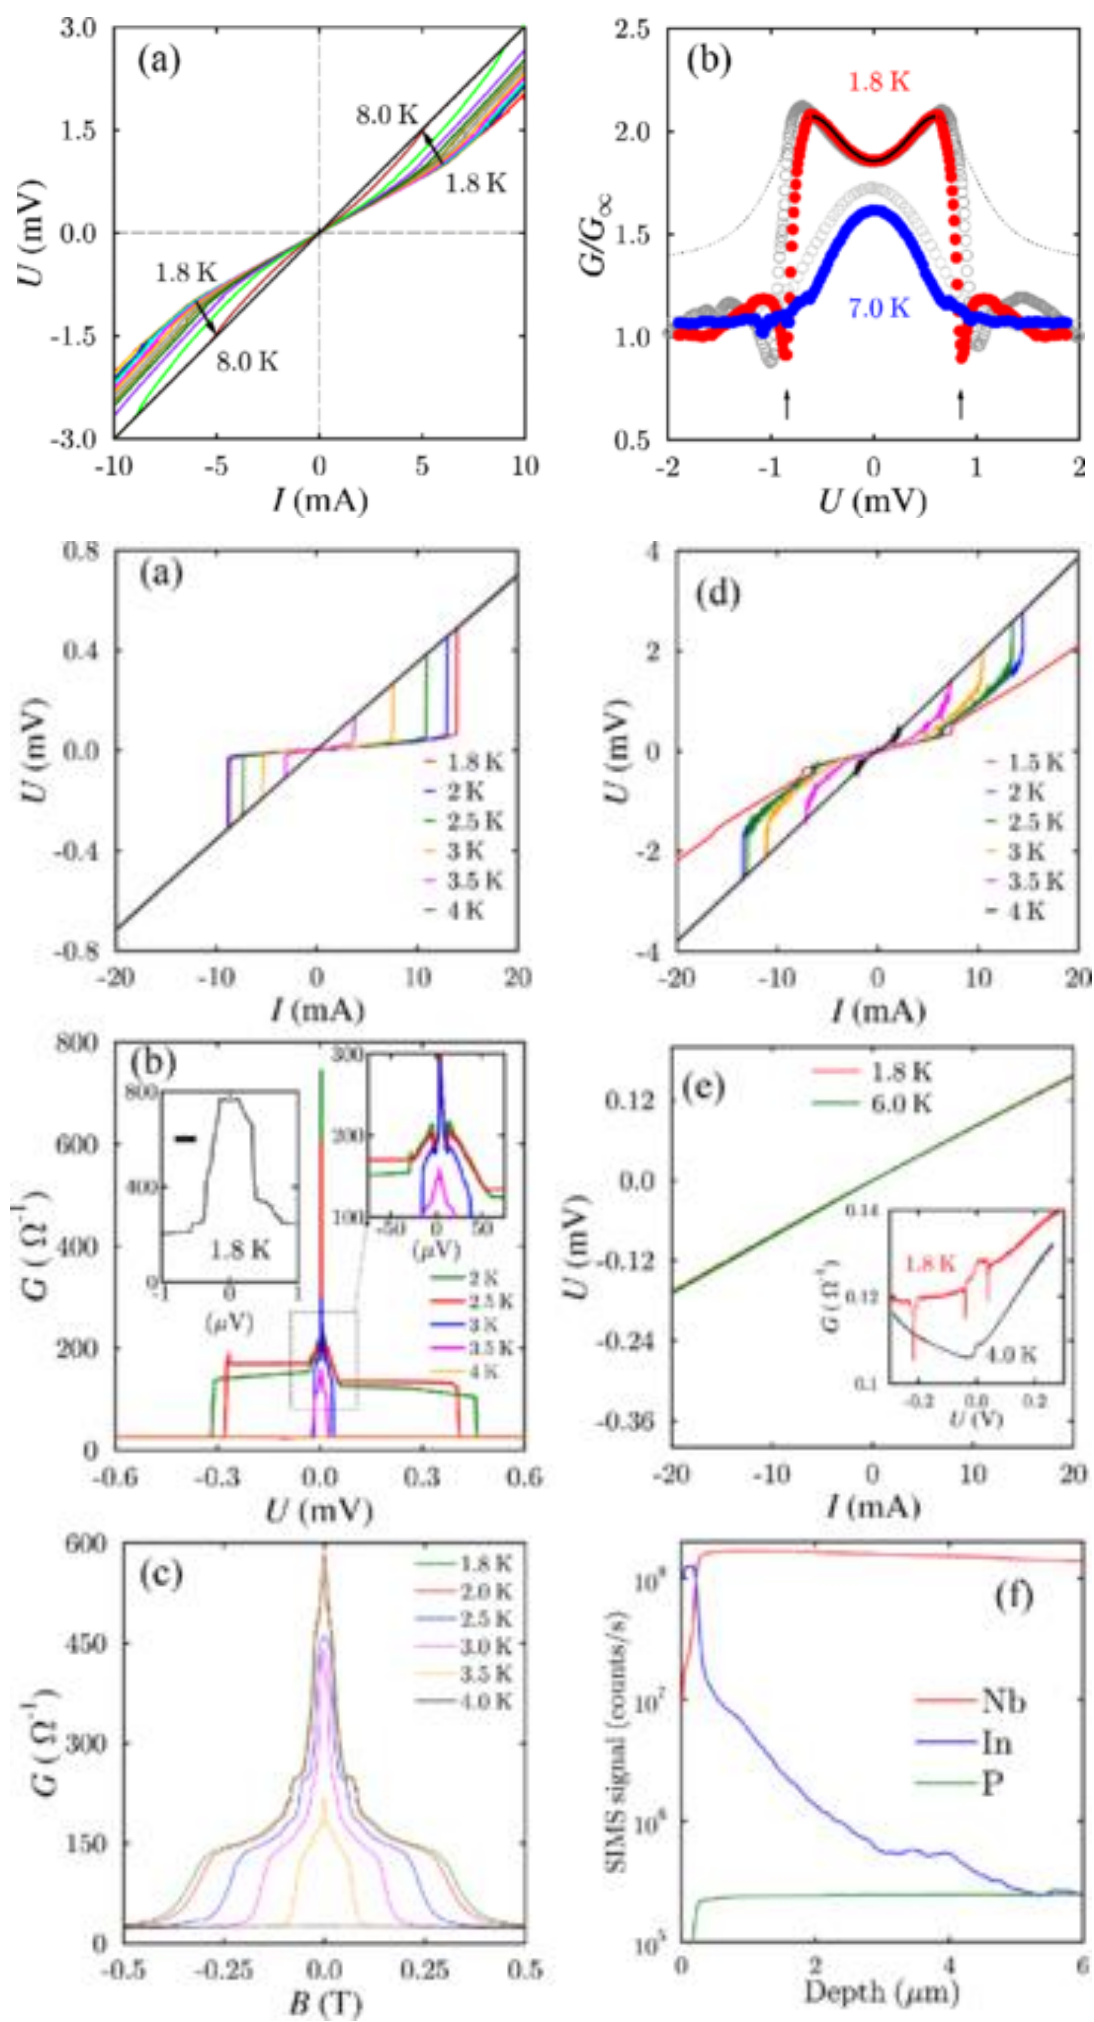 (a)
3.0
1.5
0.0
-1.5
-3.0
U (mV)
8.0 K
1.8 K
1.8 K
8.0 K
-10
-5
0
5
10
I (mA)
(b)
2.5
2.0
1.5
1.0
0.5
G/G∞
1.8 K
7.0 K
-2
-1
0
1
2
U (mV)
(a)
0.8
0.4
0.0
-0.4
-0.8
U (mV)
1.8 K
2 K
2.5 K
3 K
3.5 K
4 K
-20
-10
0
10
20
I (mA)
(d)
4
2
0
-2
-4
U (mV)
1.5 K
2 K
2.5 K
3 K
3.5 K
4 K
-20
-10
0
10
20
I (mA)
(b)
800
600
400
200
0
G (Ω⁻¹)
800
400
0
1.8 K
1
0
1
(μV)
300
200
100
-50
0
50
(μV)
2 K
2.5 K
3 K
3.5 K
4 K
-0.6
-0.3
0.0
0.3
0.6
U (mV)
(e)
1.8 K
6.0 K
0.12
0.0
-0.12
-0.24
-0.36
U (mV)
0.14
0.12
0.1
G (Ω⁻¹)
1.8 K
4.0 K
-0.2
0.0
0.2
U (V)
-20
-10
0
10
20
I (mA)
(c)
600
450
300
150
0
G (Ω⁻¹)
1.8 K
2.0 K
2.5 K
3.0 K
3.5 K
4.0 K
-0.5
-0.25
0.0
0.25
0.5
B (T)
(f)
10⁸
10⁷
10⁶
10⁵
SIMS signal (counts/s)
Nb
In
P
0
2
4
6
Depth (μm)